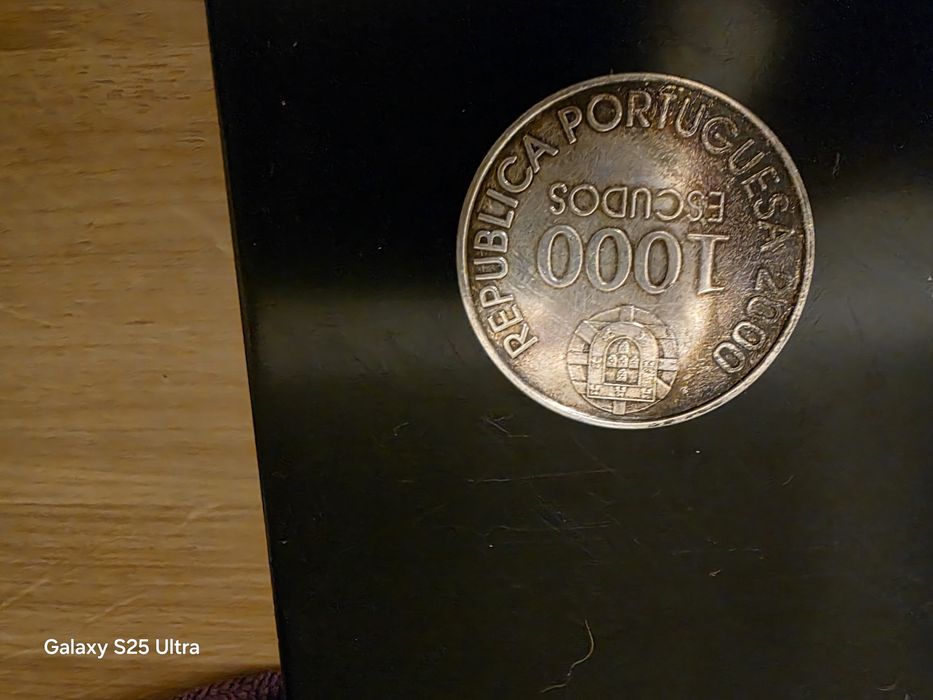 REPUBLICA PORTUGUESA 2000
1000
ESCUDOS
Galaxy S25 Ultra